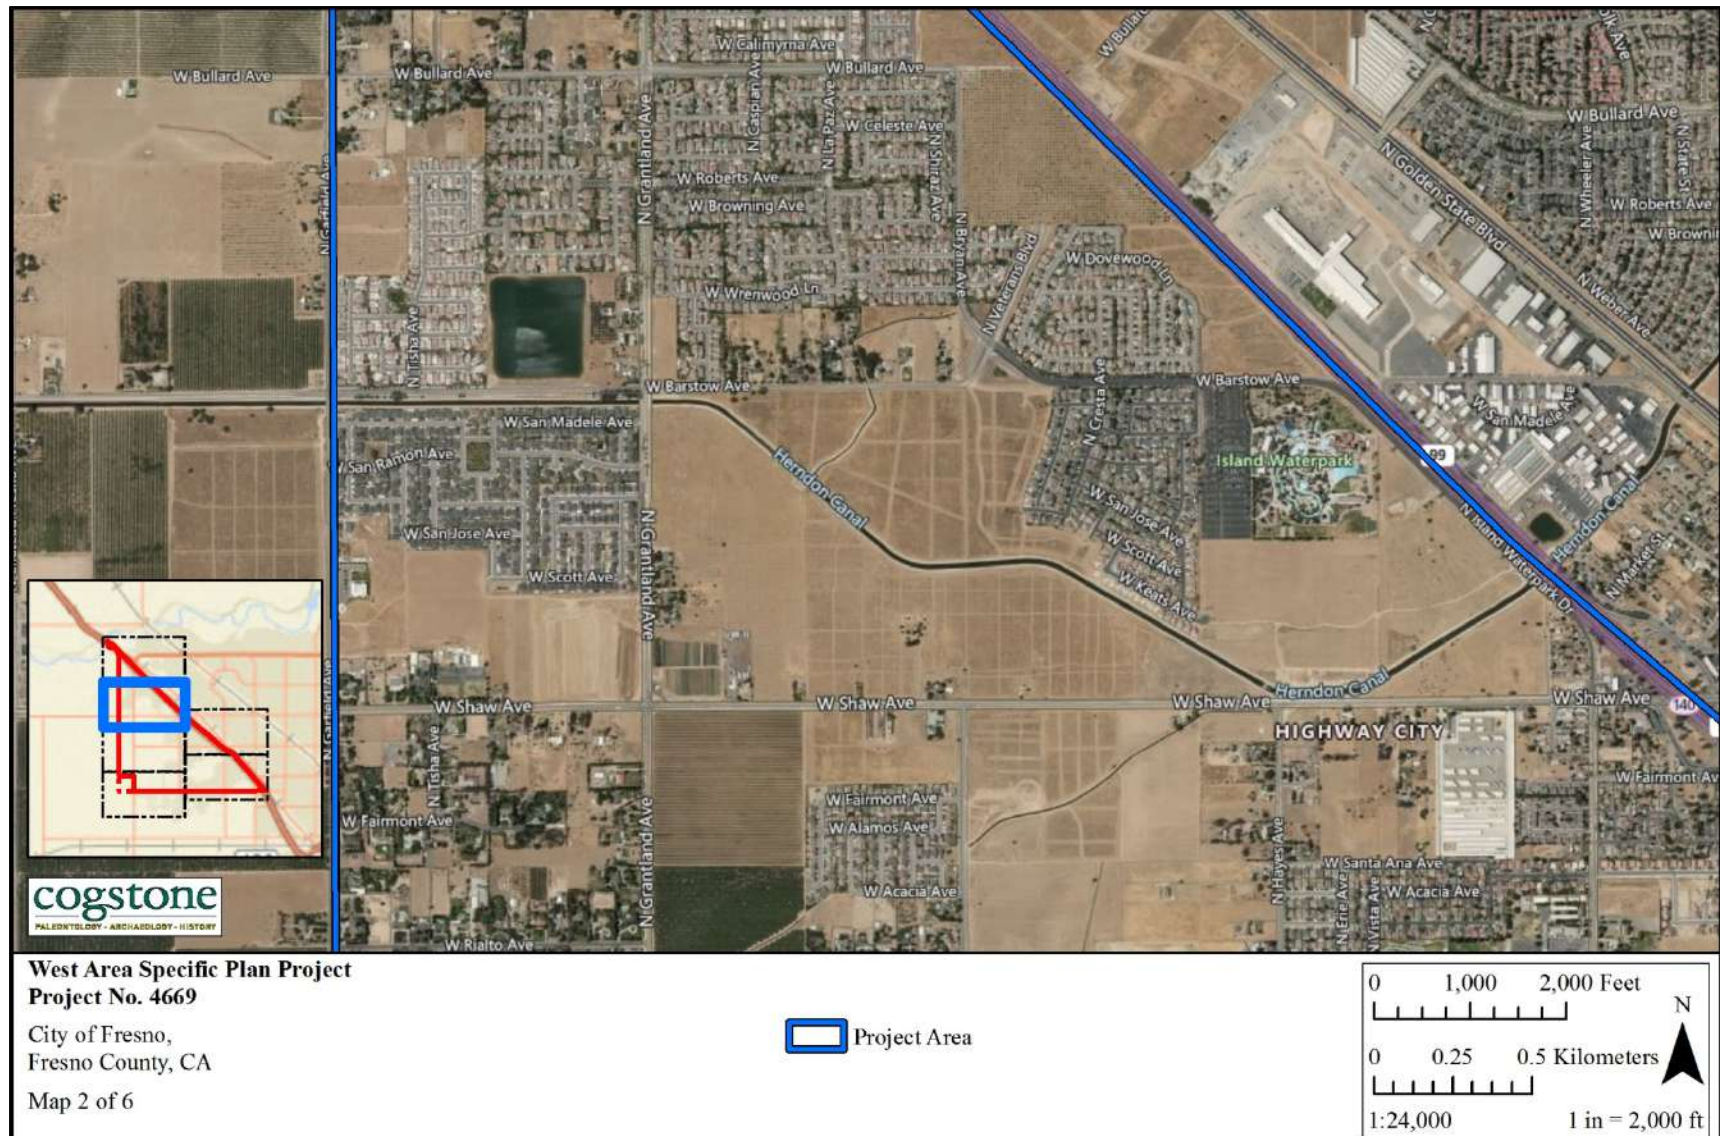 W Calimyrna Ave
W Bullard Ave
W Bullard Ave
W Bullard Ave
W Bullard Ave
N Caspian Ave
N La Paz Ave
W Celeste Ave
N Shiraz Ave
N Grantland Ave
N Garfield Ave
W Roberts Ave
W Browning Ave
N Golden State Blvd
N Wheeler Ave
N State St
W Roberts Ave
N Bryan Ave
N Veterans Blvd
W Dovewood Ln
W Wrenwood Ln
N Weber Ave
N Tisha Ave
W Barstow Ave
W Barstow Ave
N Cresta Ave
W San Madele Ave
W San Madele Ave
W San Ramon Ave
Herndon Canal
Island Waterpark
99
W San Jose Ave
W San Jose Ave
N Grantland Ave
W Scott Ave
W Scott Ave
W Keats Ave
N Island Waterpark Dr
Herndon Canal
N Market St
N Garfield Ave
W Shaw Ave
W Shaw Ave
W Shaw Ave
Herndon Canal
W Shaw Ave
140
HIGHWAY CITY
N Tisha Ave
W Fairmont Ave
W Fairmont Ave
W Fairmont Av
W Alamos Ave
N Grantland Ave
N Hayes Ave
W Santa Ana Ave
W Acacia Ave
W Acacia Ave
N Erie Ave
N Vista Ave
W Rialto Ave
cogstone
PALEONTOLOGY - ARCHAEOLOGY - HISTORY
West Area Specific Plan Project
Project No. 4669
City of Fresno,
Fresno County, CA
Map 2 of 6
Project Area
0 1,000 2,000 Feet
N
0 0.25 0.5 Kilometers
1:24,000 1 in = 2,000 ft